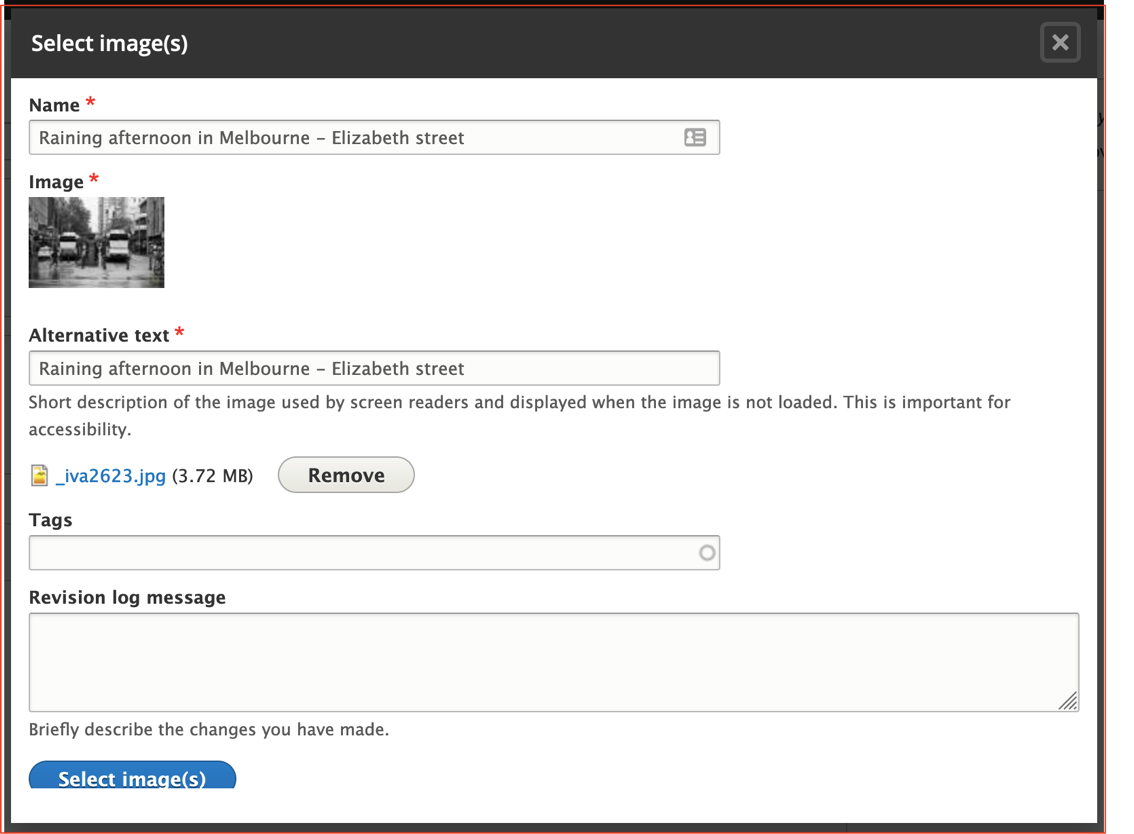 Select image(s)
Name *
Raining afternoon in Melbourne – Elizabeth street
Image *
Alternative text *
Raining afternoon in Melbourne – Elizabeth street
Short description of the image used by screen readers and displayed when the image is not loaded. This is important for
accessibility.
_iva2623.jpg (3.72 MB) Remove
Tags
Revision log message
Briefly describe the changes you have made.
Select image(s)